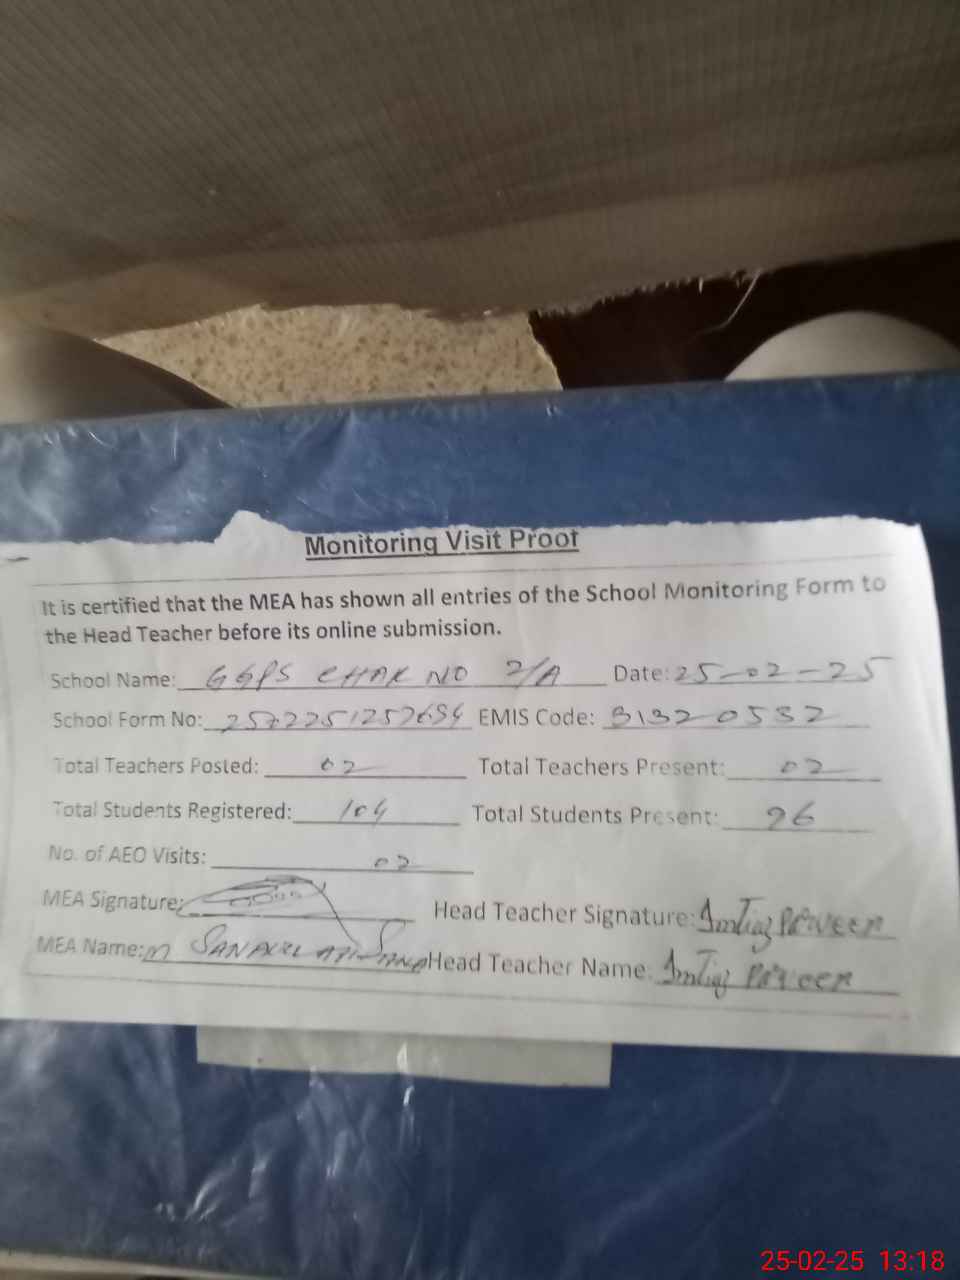 Monitoring Visit Proof
It is certified that the MEA has shown all entries of the School Monitoring Form to
the Head Teacher before its online submission.
School Name: GGPS CHAK NO 2/A Date: 25-02-25
School Form No: EMIS Code: 31320532
Total Teachers Posted: 02 Total Teachers Present: 02
Total Students Registered: 104 Total Students Present: 96
No. of AEO Visits: 02
MEA Signature: Head Teacher Signature: Imtiaz Parveen
MEA Name: M Head Teacher Name: Imtiaz Parveen
25-02-25 13:18